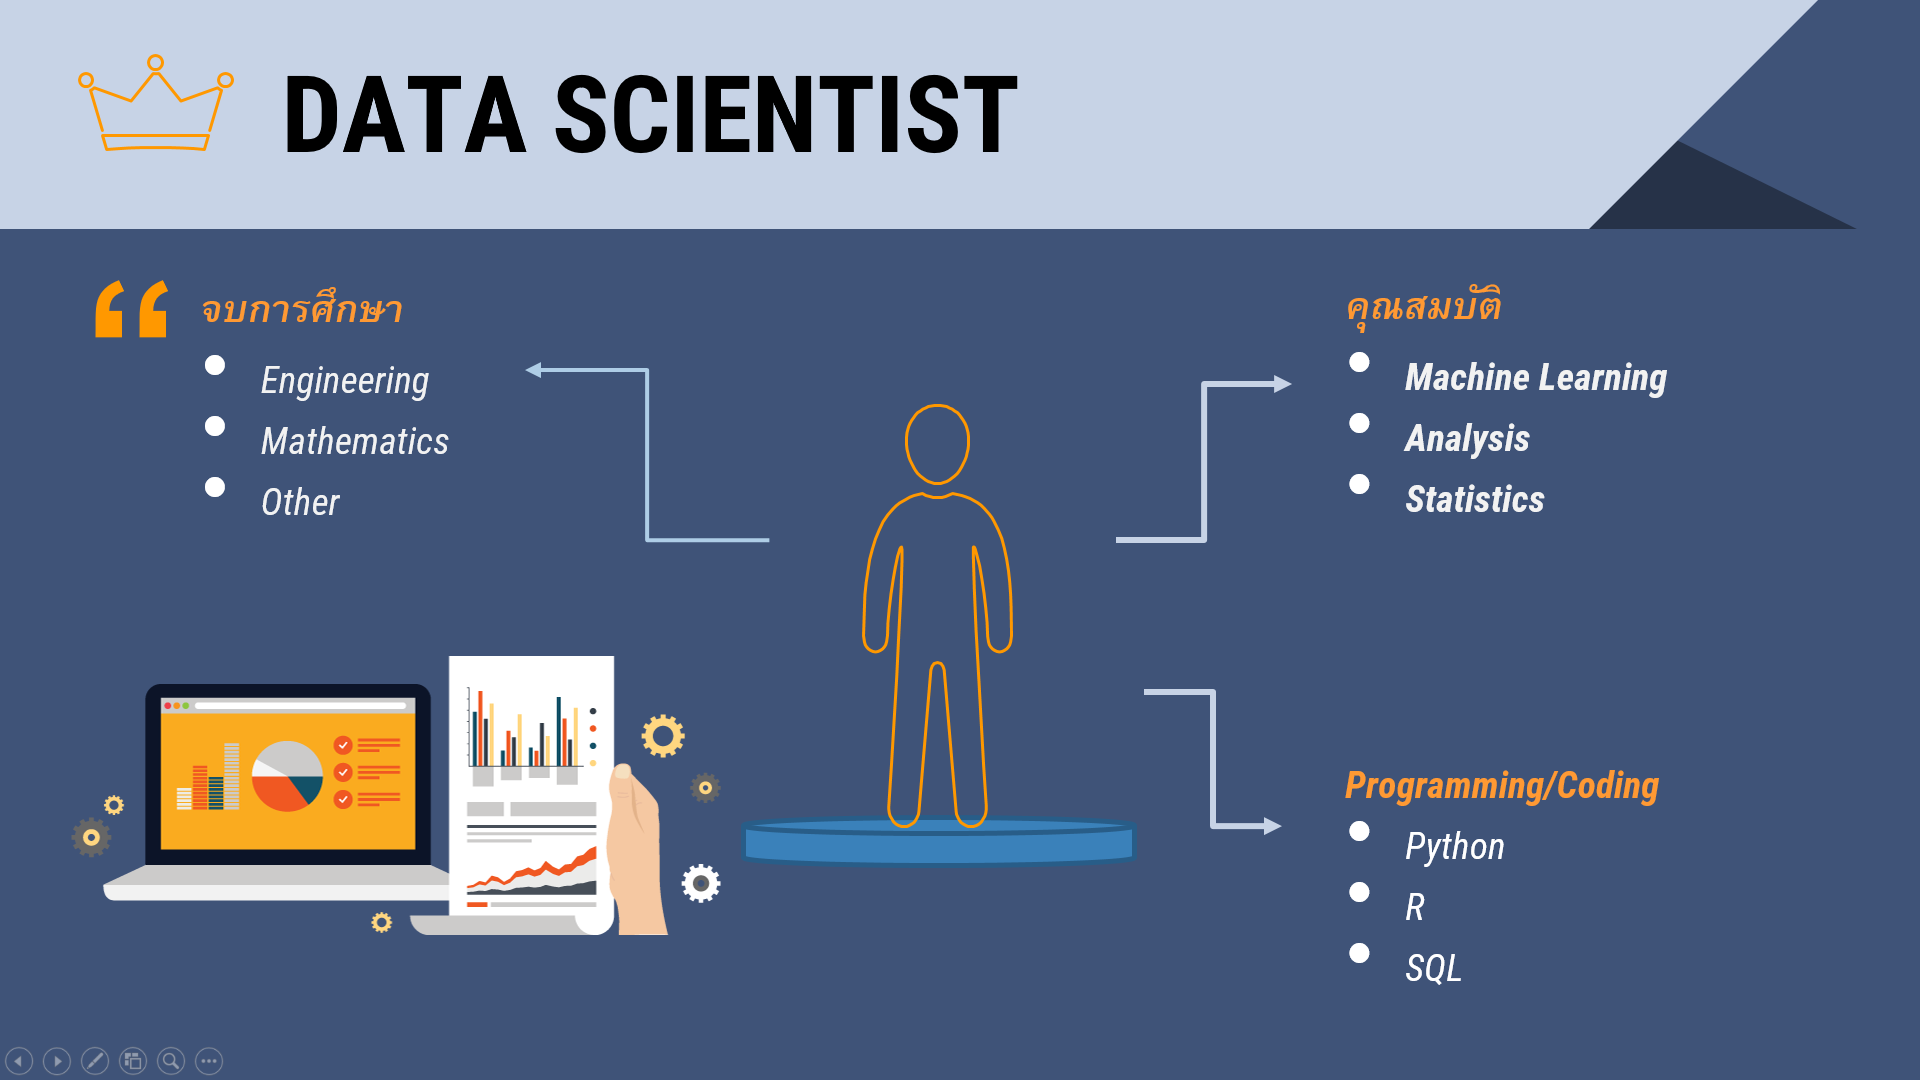 DATA SCIENTIST
จบการศึกษา
Engineering
Mathematics
Other
คุณสมบัติ
Machine Learning
Analysis
Statistics
Programming/Coding
Python
R
SQL